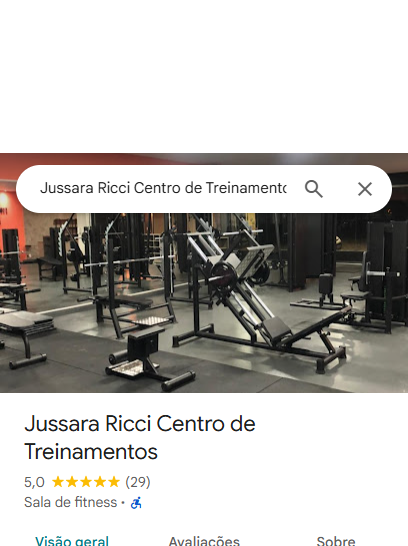 Jussara Ricci Centro de Treinamento
Jussara Ricci Centro de
Treinamentos
5,0 ★★★★★ (29)
Sala de fitness ·
Visão geral
Avaliações
Sobre